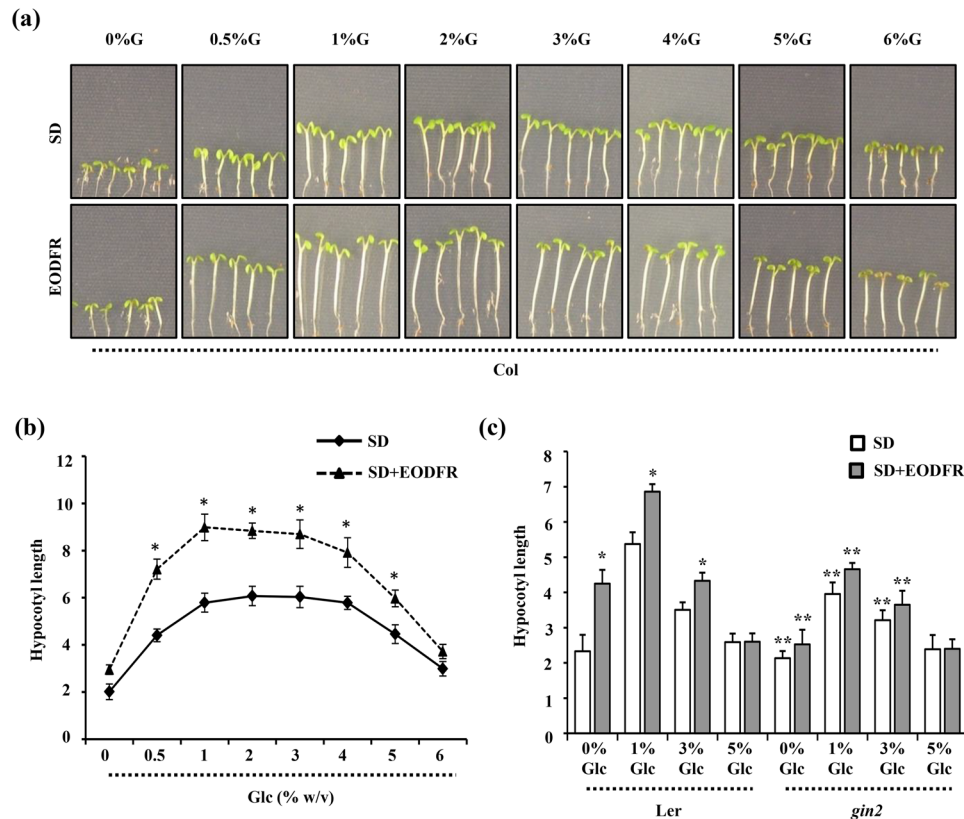 (a)
0%G 0.5%G 1%G 2%G 3%G 4%G 5%G 6%G
SD
EODFR
Col
(b)
SD
SD+EODFR
Hypocotyl length
12
10
8
6
4
2
0
* * * * * *
0 0.5 1 2 3 4 5 6
Glc (% w/v)
(c)
SD
SD+EODFR
Hypocotyl length
8
7
6
5
4
3
2
1
0
* * * ** ** ** ** ** **
0% 1% 3% 5% 0% 1% 3% 5%
Glc Glc Glc Glc Glc Glc Glc Glc
Ler gin2